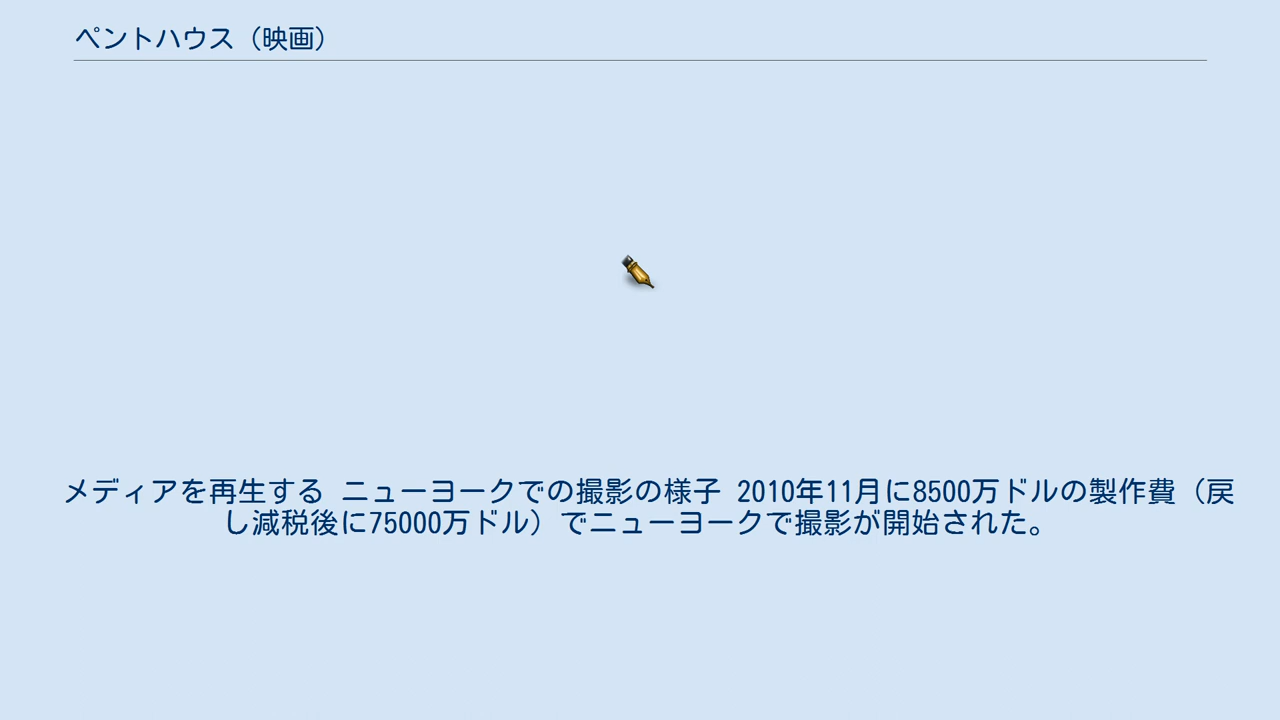 ペントハウス（映画）
メディアを再生する ニューヨークでの撮影の様子 2010年11月に8500万ドルの製作費（戻
し減税後に75000万ドル）でニューヨークで撮影が開始された。